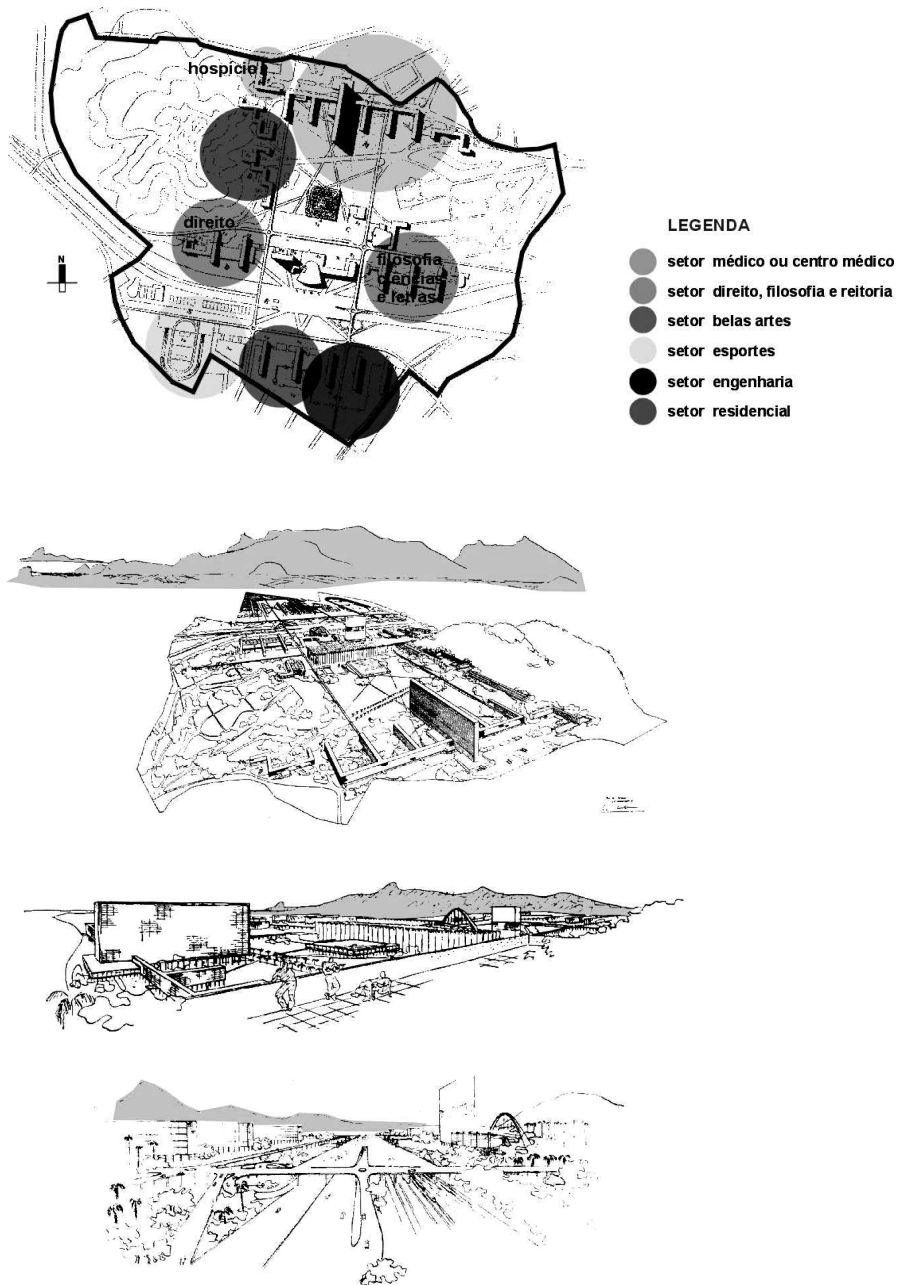 hospício
direito
filosofia
ciências
e letras
N
LEGENDA
setor médico ou centro médico
setor direito, filosofia e reitoria
setor belas artes
setor esportes
setor engenharia
setor residencial